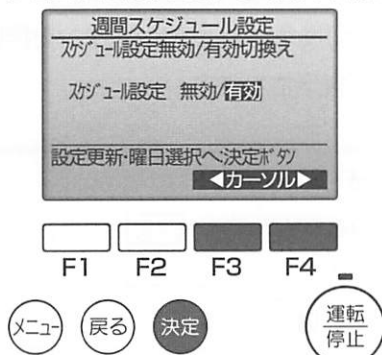 週間スケジュール設定
スケジュール設定無効/有効切換え
スケジュール設定 無効/有効
設定更新・曜日選択へ:決定ボタン
◀カーソル▶
F1 F2 F3 F4
メニュー 戻る 決定 運転
停止